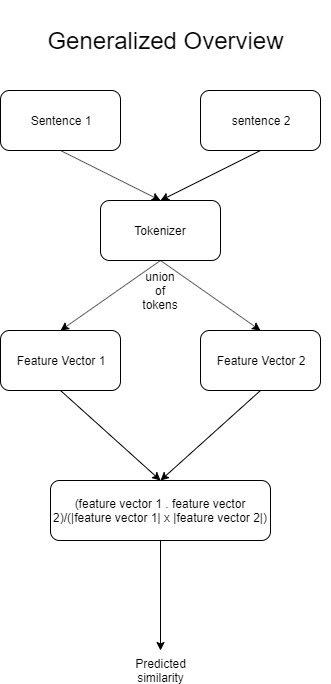 Generalized Overview
Sentence 1
sentence 2
Tokenizer
union
of
tokens
Feature Vector 1
Feature Vector 2
(feature vector 1 . feature vector
2)/(|feature vector 1| x |feature vector 2|)
Predicted
similarity